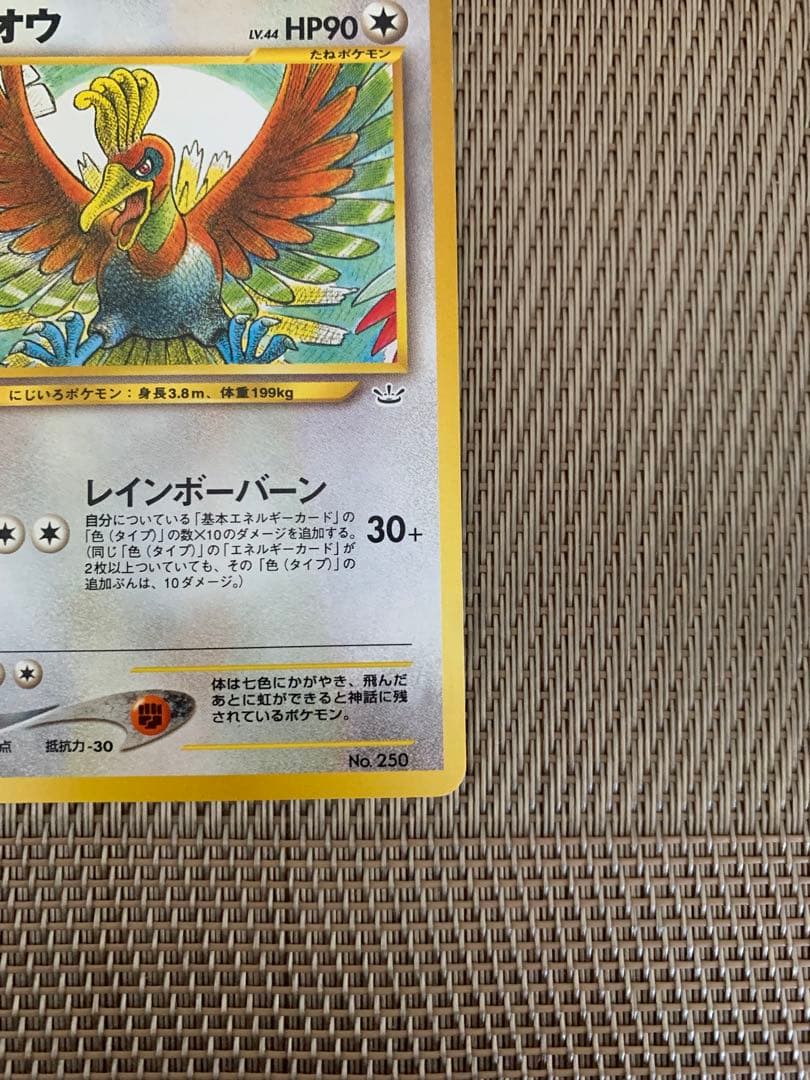 オウ LV.44 HP90
たねポケモン
にじいろポケモン：身長3.8m、体重199kg
レインボーバーン
自分についている「基本エネルギーカード」の
「色（タイプ）」の数×10のダメージを追加する。
（同じ「色（タイプ）」の「エネルギーカード」が
2枚以上ついていても、その「色（タイプ）」の
追加ぶんは、10ダメージ。）
30+
体は七色にかがやき、飛んだ
あとに虹ができると神話に残
されているポケモン。
点 抵抗力-30
No. 250